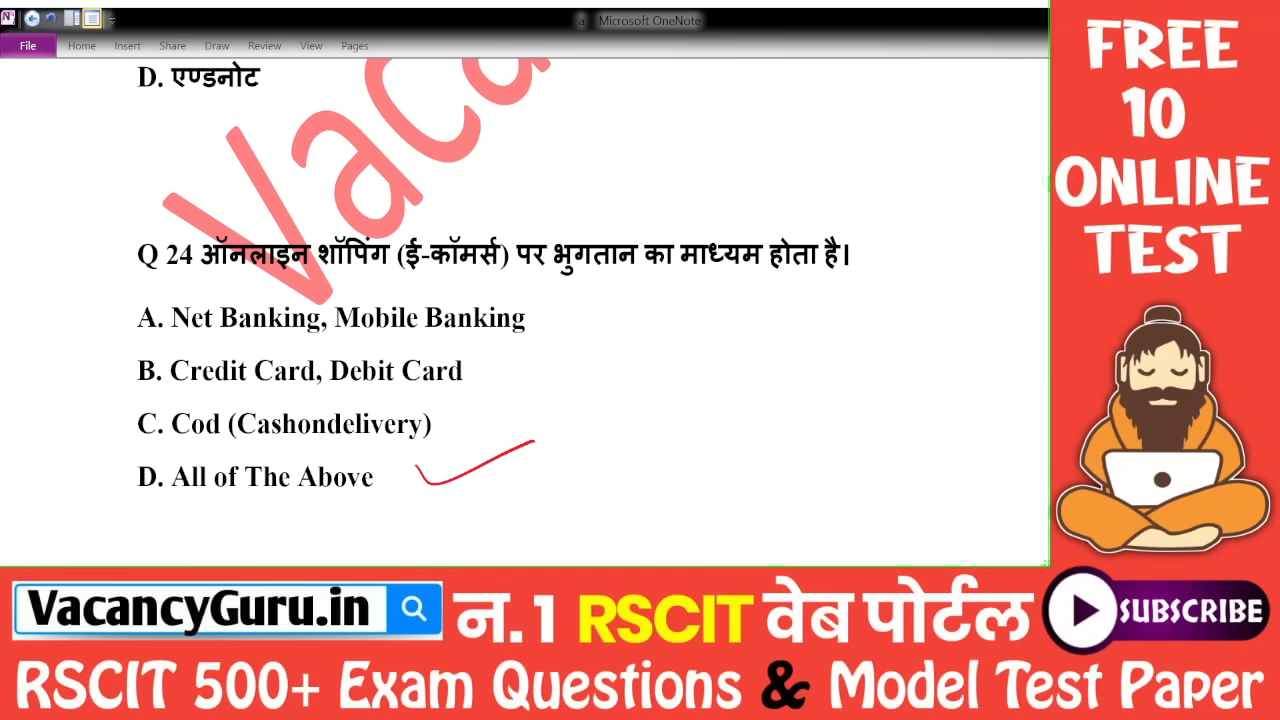 a Microsoft OneNote
File Home Insert Share Draw Review View Pages
D. एण्डनोट
Vaca
Q 24 ऑनलाइन शॉपिंग (ई-कॉमर्स) पर भुगतान का माध्यम होता है।
A. Net Banking, Mobile Banking
B. Credit Card, Debit Card
C. Cod (Cashondelivery)
D. All of The Above
FREE
10
ONLINE
TEST
VacancyGuru.in न.1 RSCIT वेब पोर्टल SUBSCRIBE
RSCIT 500+ Exam Questions & Model Test Paper